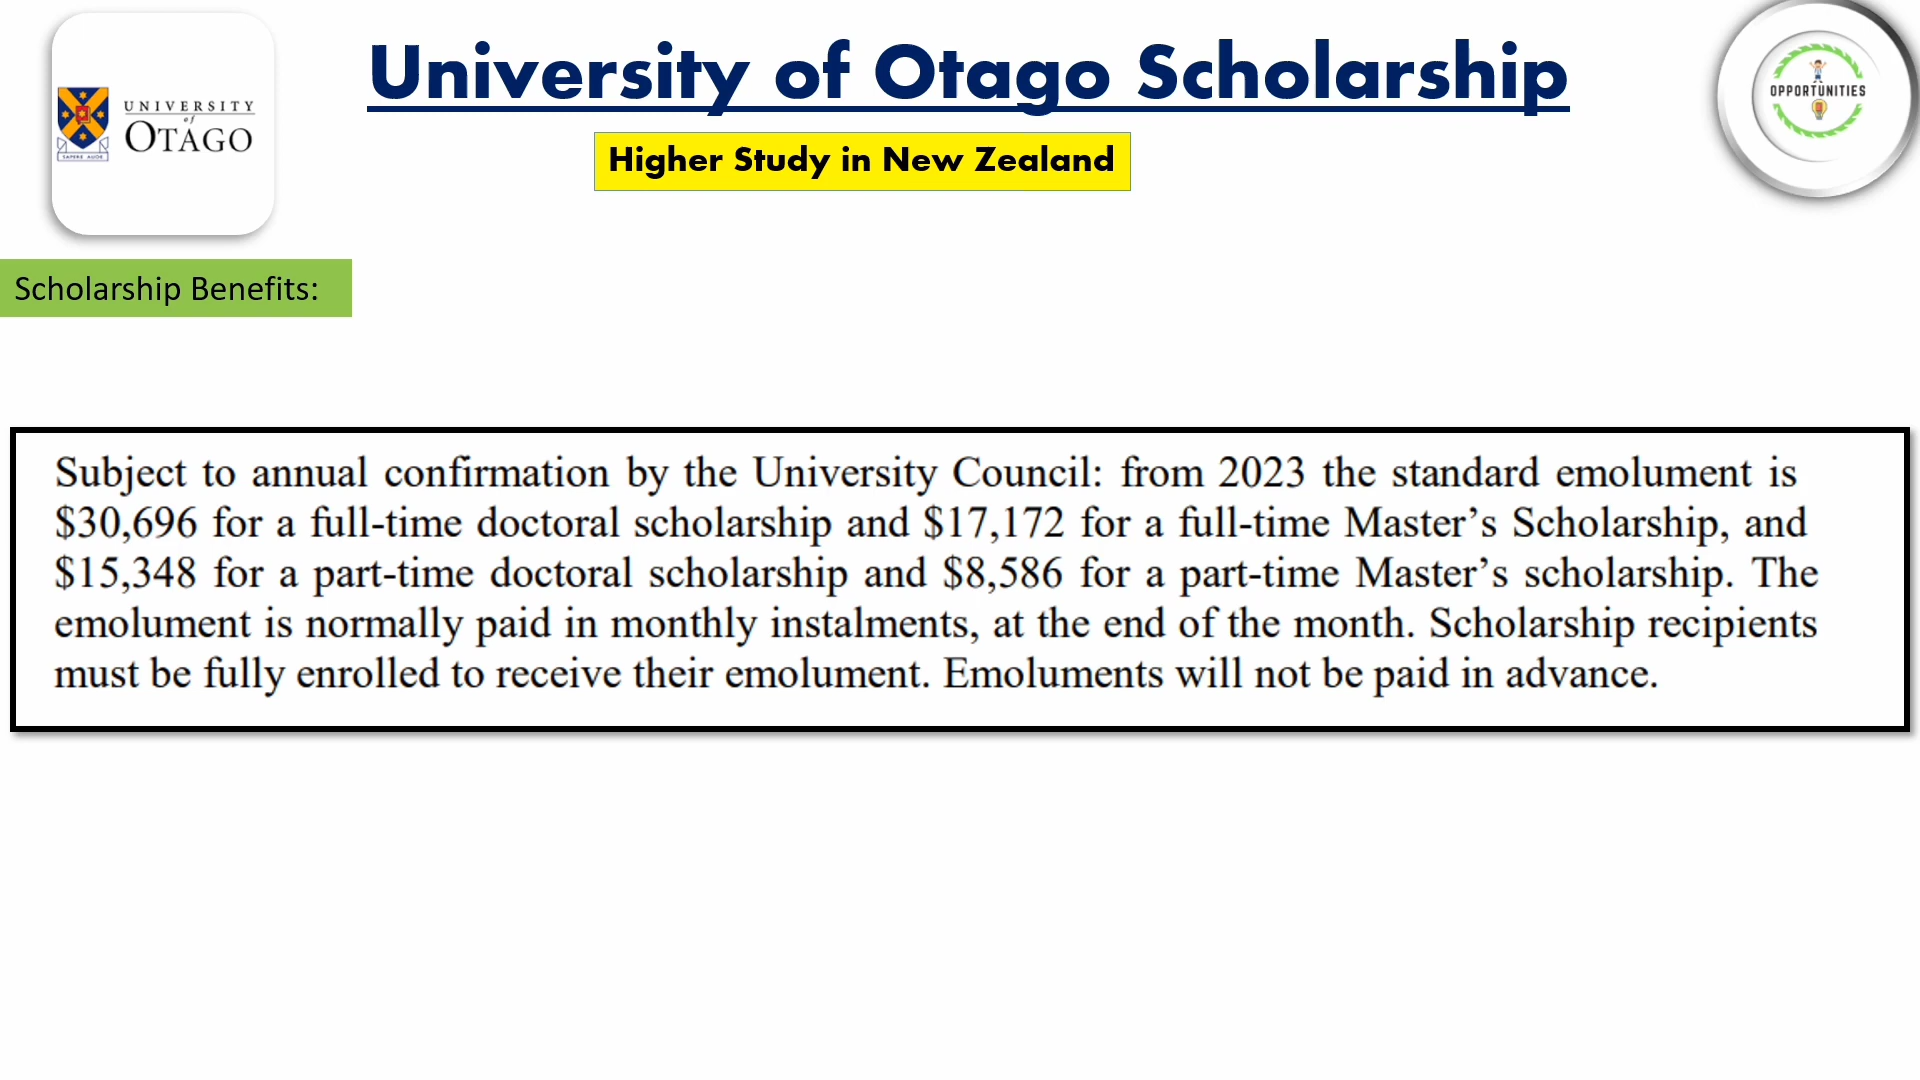 University of Otago Scholarship
UNIVERSITY
of
OTAGO
SAPERE AUDE
OPPORTUNITIES
Higher Study in New Zealand
Scholarship Benefits:
Subject to annual confirmation by the University Council: from 2023 the standard emolument is
$30,696 for a full-time doctoral scholarship and $17,172 for a full-time Master’s Scholarship, and
$15,348 for a part-time doctoral scholarship and $8,586 for a part-time Master’s scholarship. The
emolument is normally paid in monthly instalments, at the end of the month. Scholarship recipients
must be fully enrolled to receive their emolument. Emoluments will not be paid in advance.